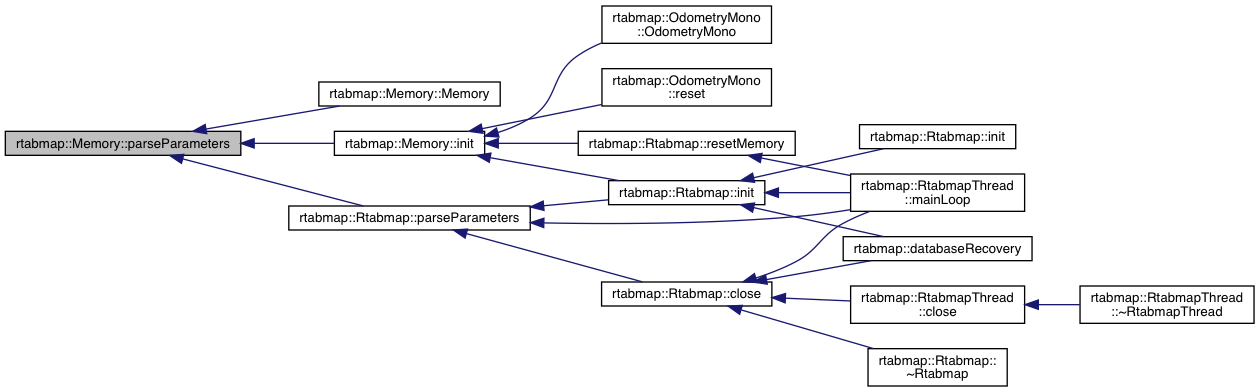 rtabmap::OdometryMono
::OdometryMono
rtabmap::Memory::Memory
rtabmap::OdometryMono
::reset
rtabmap::Memory::parseParameters
rtabmap::Memory::init
rtabmap::Rtabmap::resetMemory
rtabmap::Rtabmap::init
rtabmap::Rtabmap::init
rtabmap::RtabmapThread
::mainLoop
rtabmap::Rtabmap::parseParameters
rtabmap::databaseRecovery
rtabmap::Rtabmap::close
rtabmap::RtabmapThread
::close
rtabmap::RtabmapThread
::~RtabmapThread
rtabmap::Rtabmap::
~Rtabmap